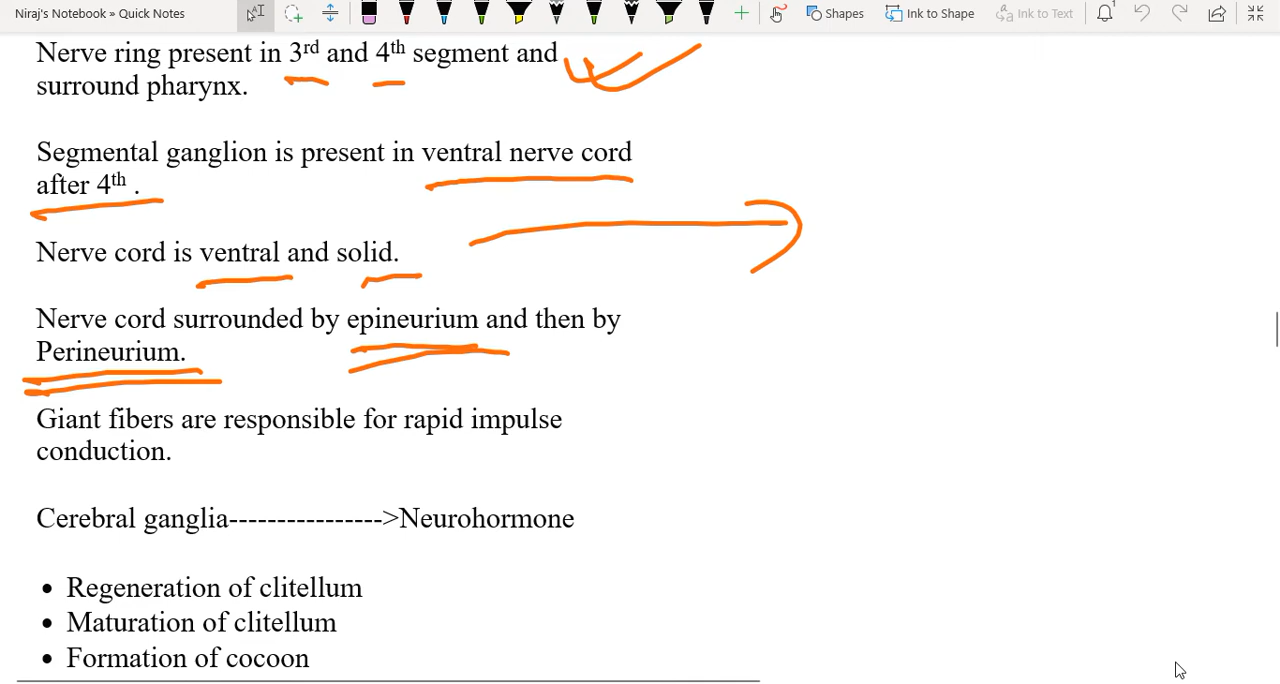 Niraj's Notebook » Quick Notes
Shapes
Ink to Shape
Ink to Text
Nerve ring present in 3rd and 4th segment and
surround pharynx.
Segmental ganglion is present in ventral nerve cord
after 4th .
Nerve cord is ventral and solid.
Nerve cord surrounded by epineurium and then by
Perineurium.
Giant fibers are responsible for rapid impulse
conduction.
Cerebral ganglia---------------->Neurohormone
• Regeneration of clitellum
• Maturation of clitellum
• Formation of cocoon